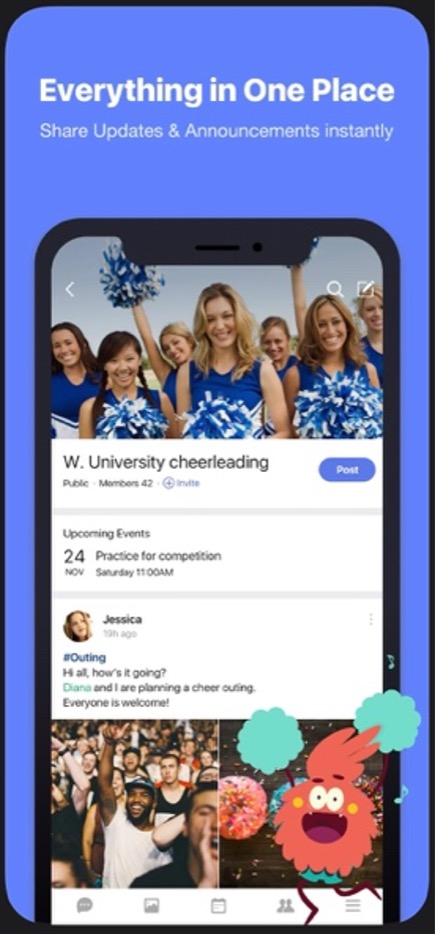 Everything in One Place
Share Updates & Announcements instantly
W. University cheerleading
Post
Public · Members 42 · Invite
Upcoming Events
24 Practice for competition
NOV Saturday 11:00AM
Jessica
19h ago
#Outing
Hi all, how's it going?
Diana and I are planning a cheer outing.
Everyone is welcome!